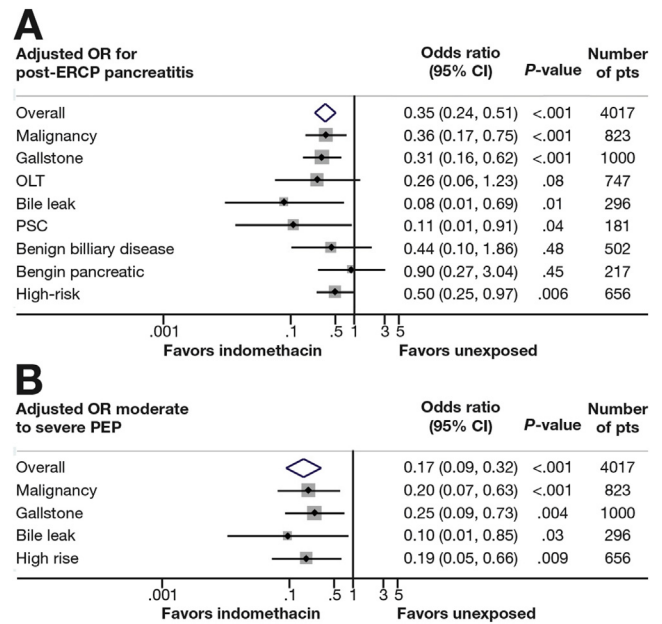 A
Adjusted OR for
post-ERCP pancreatitis
Odds ratio
(95% CI)
P-value
Number
of pts
Overall 0.35 (0.24, 0.51) <.001 4017
Malignancy 0.36 (0.17, 0.75) <.001 823
Gallstone 0.31 (0.16, 0.62) <.001 1000
OLT 0.26 (0.06, 1.23) .08 747
Bile leak 0.08 (0.01, 0.69) .01 296
PSC 0.11 (0.01, 0.91) .04 181
Benign billiary disease 0.44 (0.10, 1.86) .48 502
Bengin pancreatic 0.90 (0.27, 3.04) .45 217
High-risk 0.50 (0.25, 0.97) .006 656
.001 .1 .5 1 3 5
Favors indomethacin Favors unexposed
B
Adjusted OR moderate
to severe PEP
Odds ratio
(95% CI)
P-value
Number
of pts
Overall 0.17 (0.09, 0.32) <.001 4017
Malignancy 0.20 (0.07, 0.63) <.001 823
Gallstone 0.25 (0.09, 0.73) .004 1000
Bile leak 0.10 (0.01, 0.85) .03 296
High rise 0.19 (0.05, 0.66) .009 656
.001 .1 .5 1 3 5
Favors indomethacin Favors unexposed